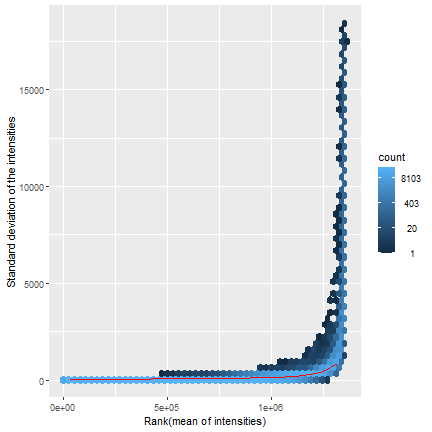 15000
10000
5000
0
Standard deviation of the intensities
0e+00
5e+05
1e+06
Rank(mean of intensities)
count
8103
403
20
1